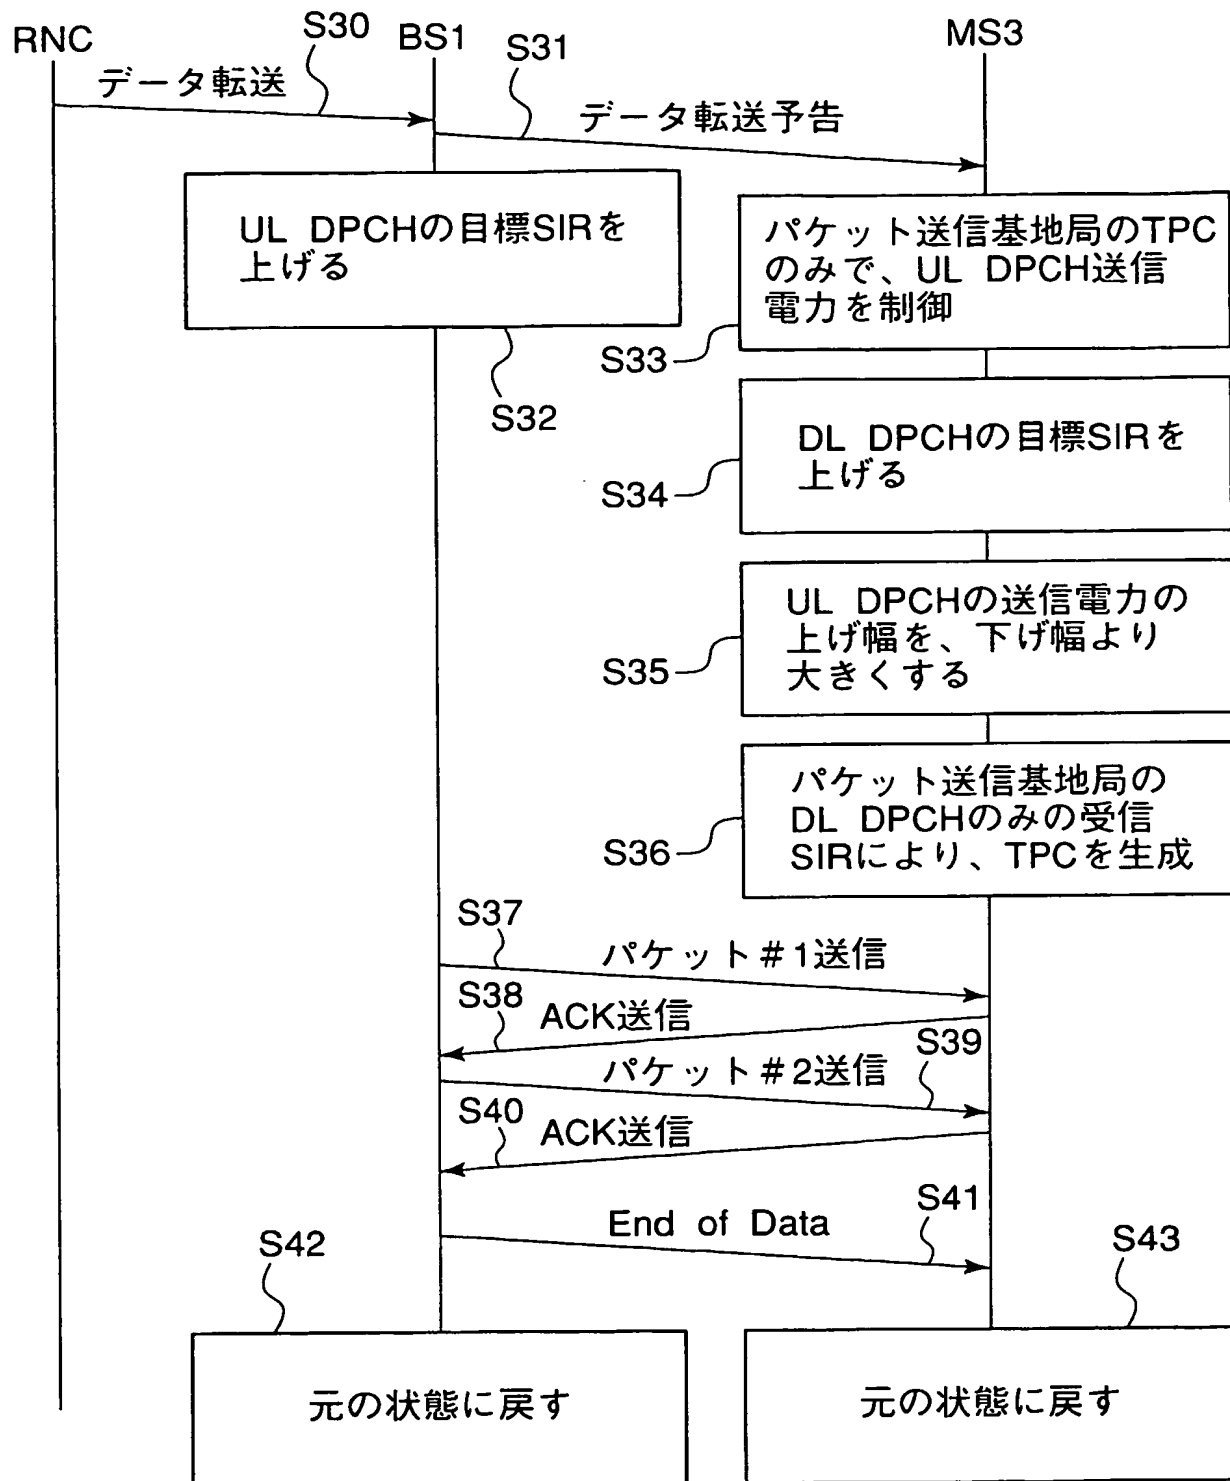 RNC
S30
BS1
S31
MS3
データ転送
データ転送予告
UL DPCHの目標SIRを
上げる
S32
パケット送信基地局のTPC
のみで、UL DPCH送信
電力を制御
S33
DL DPCHの目標SIRを
上げる
S34
UL DPCHの送信電力の
上げ幅を、下げ幅より
大きくする
S35
パケット送信基地局の
DL DPCHのみの受信
SIRにより、TPCを生成
S36
S37
パケット#1送信
S38
ACK送信
S39
パケット#2送信
S40
ACK送信
S41
End of Data
S42
S43
元の状態に戻す
元の状態に戻す